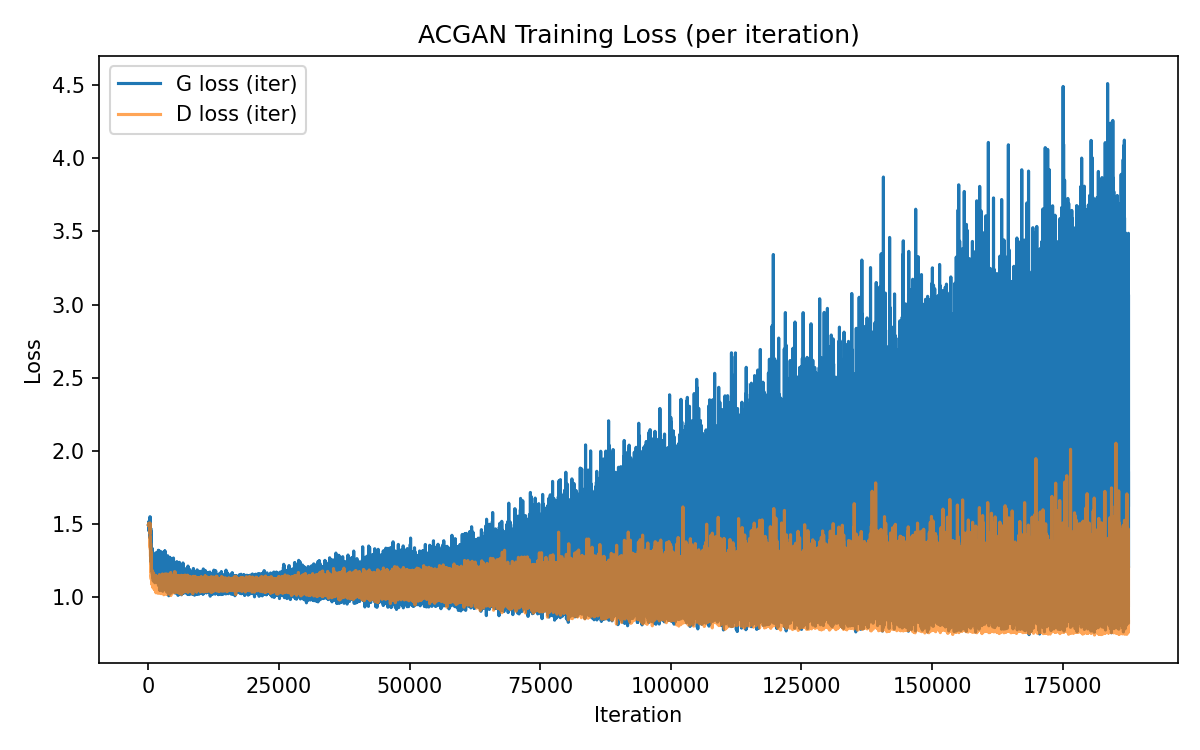 ACGAN Training Loss (per iteration)
G loss (iter)
D loss (iter)
4.5
4.0
3.5
3.0
2.5
2.0
1.5
1.0
Loss
0 25000 50000 75000 100000 125000 150000 175000
Iteration